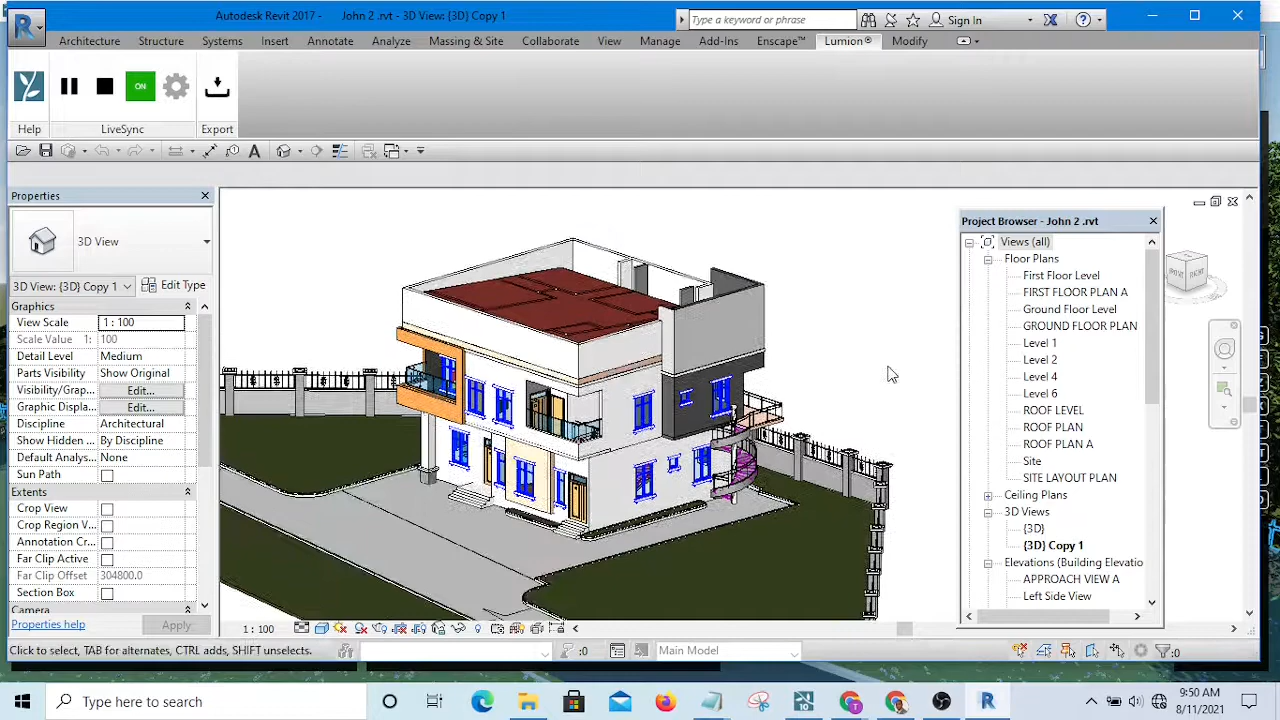 Autodesk Revit 2017 - John 2 .rvt - 3D View: {3D} Copy 1
Type a keyword or phrase
Sign In
Architecture Structure Systems Insert Annotate Analyze Massing & Site Collaborate View Manage Add-Ins Enscape™ Lumion® Modify
ON
Help LiveSync Export
Properties
3D View
3D View: {3D} Copy 1 Edit Type
Graphics
View Scale 1 : 100
Scale Value 1: 100
Detail Level Medium
Parts Visibility Show Original
Visibility/Grap... Edit...
Graphic Displa... Edit...
Discipline Architectural
Show Hidden ... By Discipline
Default Analys... None
Sun Path
Extents
Crop View
Crop Region V...
Annotation Cr...
Far Clip Active
Far Clip Offset 304800.0
Section Box
Camera
Properties help Apply
Project Browser - John 2 .rvt
Views (all)
Floor Plans
First Floor Level
FIRST FLOOR PLAN A
Ground Floor Level
GROUND FLOOR PLAN
Level 1
Level 2
Level 4
Level 6
ROOF LEVEL
ROOF PLAN
ROOF PLAN A
Site
SITE LAYOUT PLAN
Ceiling Plans
3D Views
{3D}
{3D} Copy 1
Elevations (Building Elevatio
APPROACH VIEW A
Left Side View
1 : 100
Click to select, TAB for alternates, CTRL adds, SHIFT unselects.
:0 Main Model :0
Type here to search
9:50 AM
8/11/2021